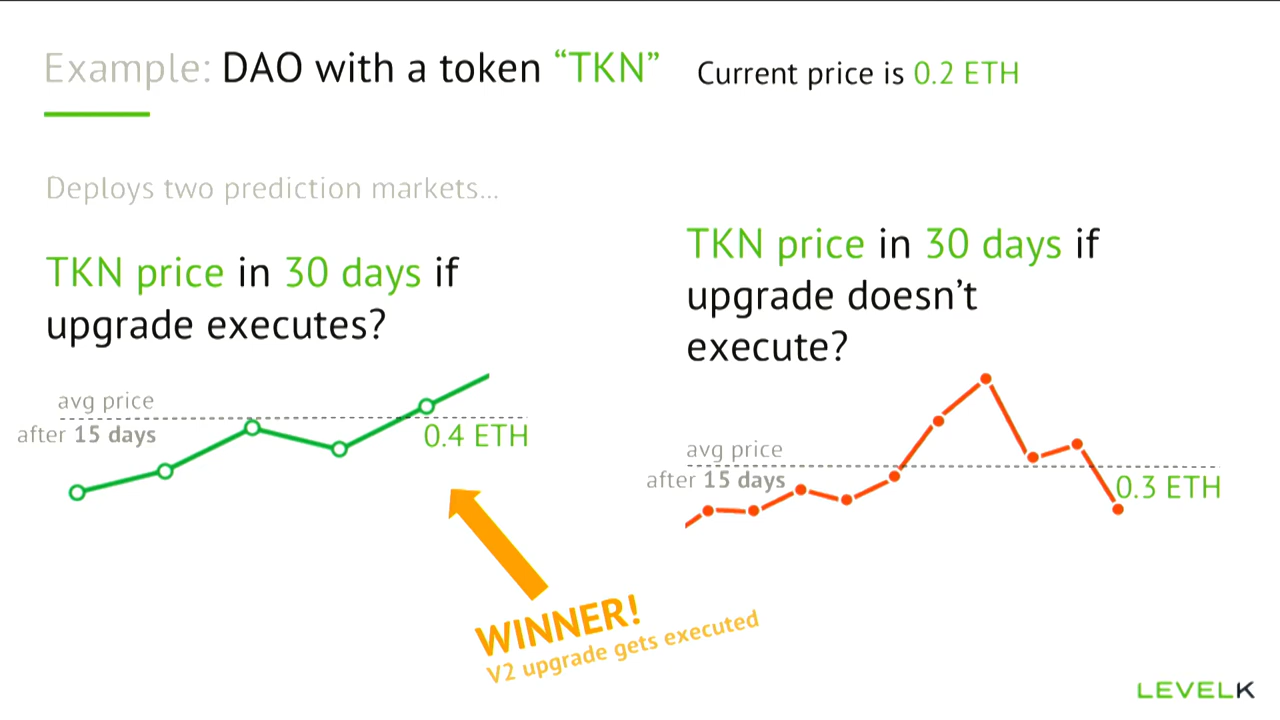 Example: DAO with a token “TKN”
Current price is 0.2 ETH
Deploys two prediction markets...
TKN price in 30 days if
upgrade executes?
avg price
after 15 days
0.4 ETH
TKN price in 30 days if
upgrade doesn’t
execute?
avg price
after 15 days
0.3 ETH
WINNER!
V2 upgrade gets executed
LEVELK